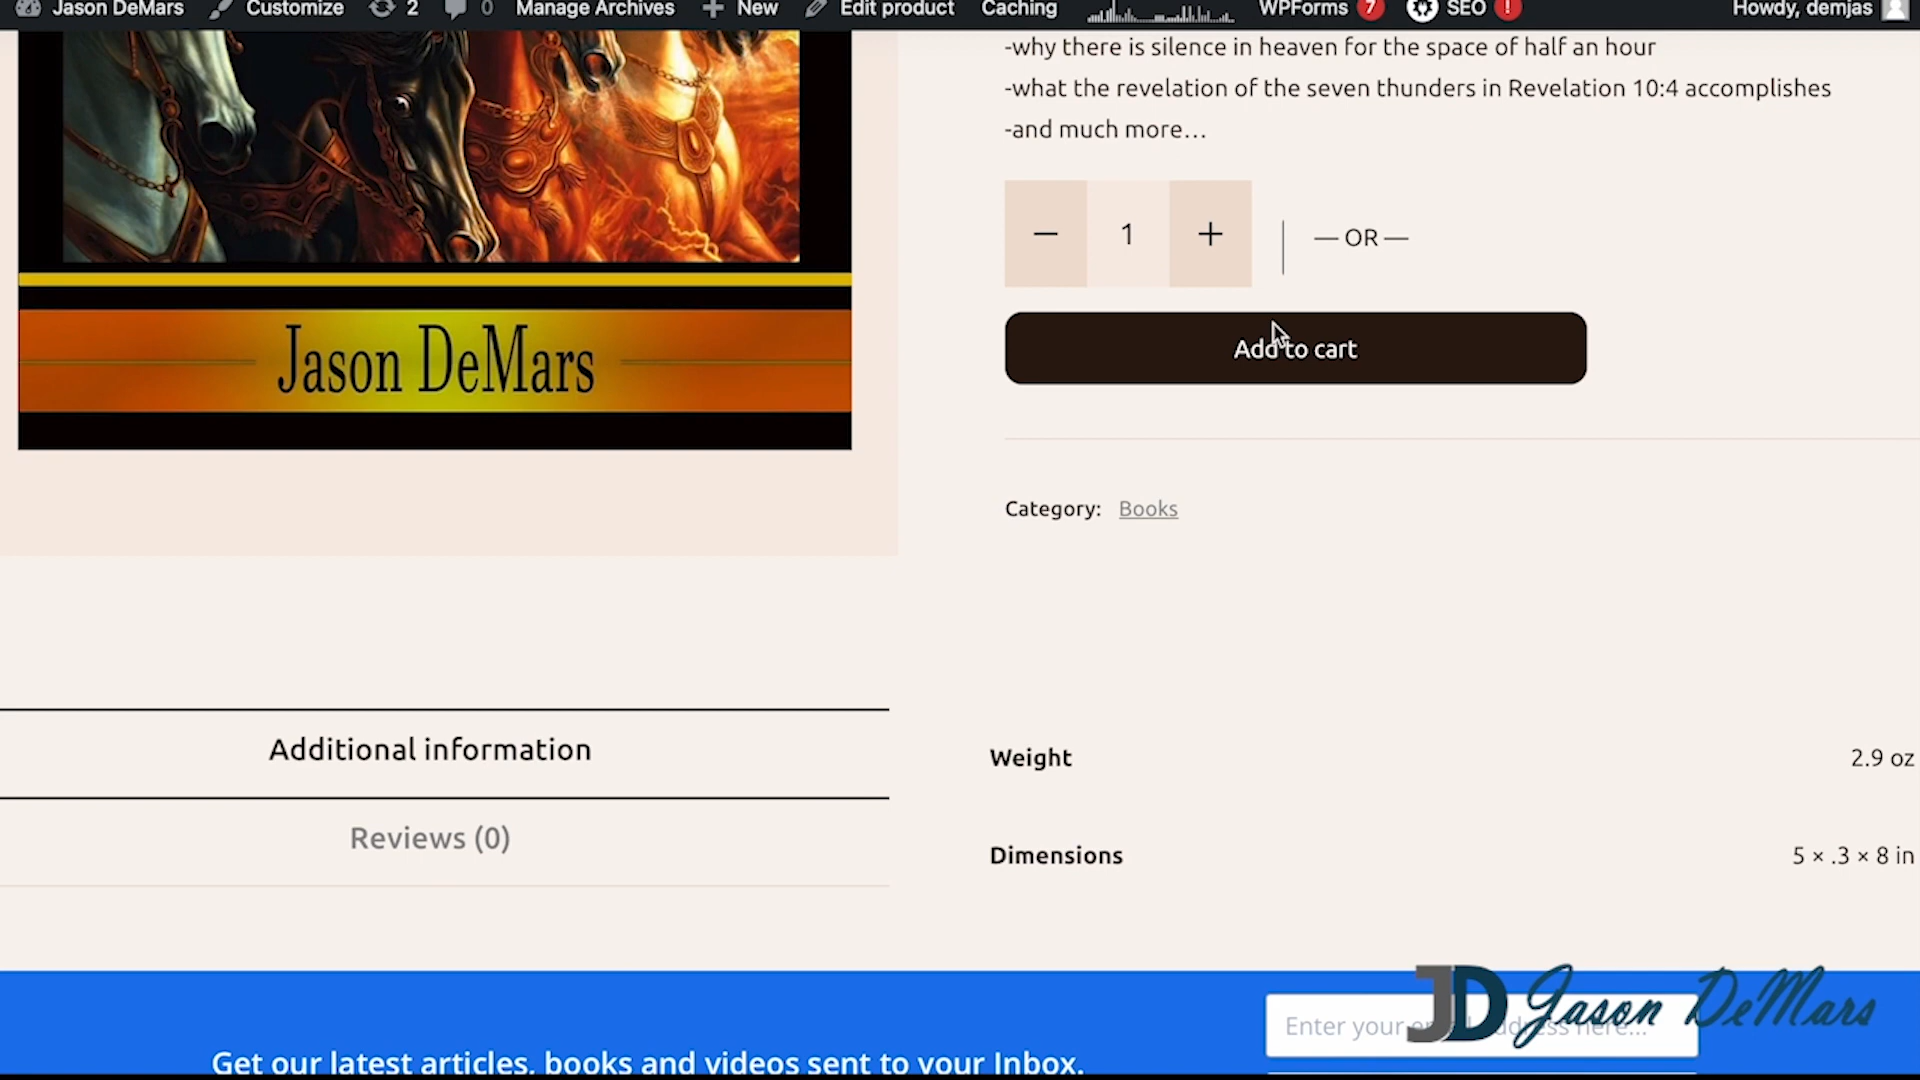 Jason DeMars Customize 2 0 Manage Archives New Edit product Caching WPForms 7 SEO ! Howdy, demjas
-why there is silence in heaven for the space of half an hour
-what the revelation of the seven thunders in Revelation 10:4 accomplishes
-and much more…
− 1 + — OR —
Add to cart
Jason DeMars
Category: Books
Additional information
Reviews (0)
Weight 2.9 oz
Dimensions 5 × .3 × 8 in
Get our latest articles, books and videos sent to your Inbox.
Enter your email address here...
JD Jason DeMars